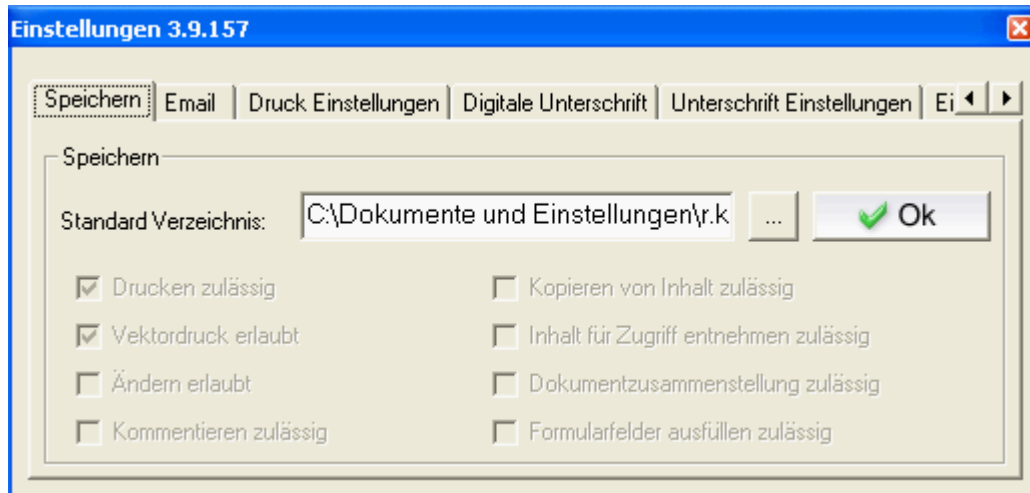 Einstellungen 3.9.157
Speichern Email Druck Einstellungen Digitale Unterschrift Unterschrift Einstellungen Ei
Speichern
Standard Verzeichnis: C:\Dokumente und Einstellungen\r.k ... Ok
Drucken zulässig Kopieren von Inhalt zulässig
Vektordruck erlaubt Inhalt für Zugriff entnehmen zulässig
Ändern erlaubt Dokumentzusammenstellung zulässig
Kommentieren zulässig Formularfelder ausfüllen zulässig